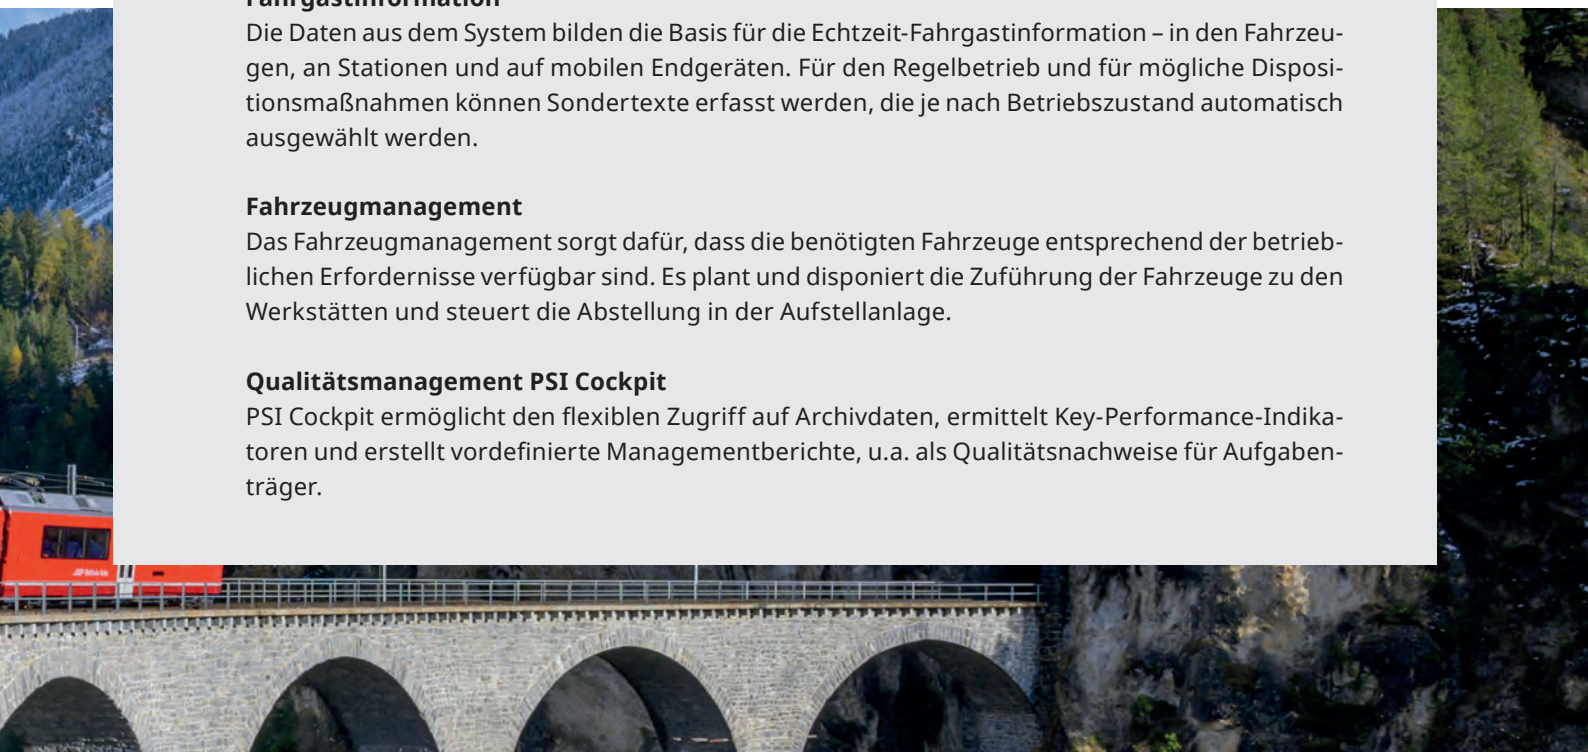 Fahrgastinformation
Die Daten aus dem System bilden die Basis für die Echtzeit-Fahrgastinformation – in den Fahrzeu-
gen, an Stationen und auf mobilen Endgeräten. Für den Regelbetrieb und für mögliche Disposi-
tionsmaßnahmen können Sondertexte erfasst werden, die je nach Betriebszustand automatisch
ausgewählt werden.
Fahrzeugmanagement
Das Fahrzeugmanagement sorgt dafür, dass die benötigten Fahrzeuge entsprechend der betrieb-
lichen Erfordernisse verfügbar sind. Es plant und disponiert die Zuführung der Fahrzeuge zu den
Werkstätten und steuert die Abstellung in der Aufstellanlage.
Qualitätsmanagement PSI Cockpit
PSI Cockpit ermöglicht den flexiblen Zugriff auf Archivdaten, ermittelt Key-Performance-Indika-
toren und erstellt vordefinierte Managementberichte, u.a. als Qualitätsnachweise für Aufgaben-
träger.